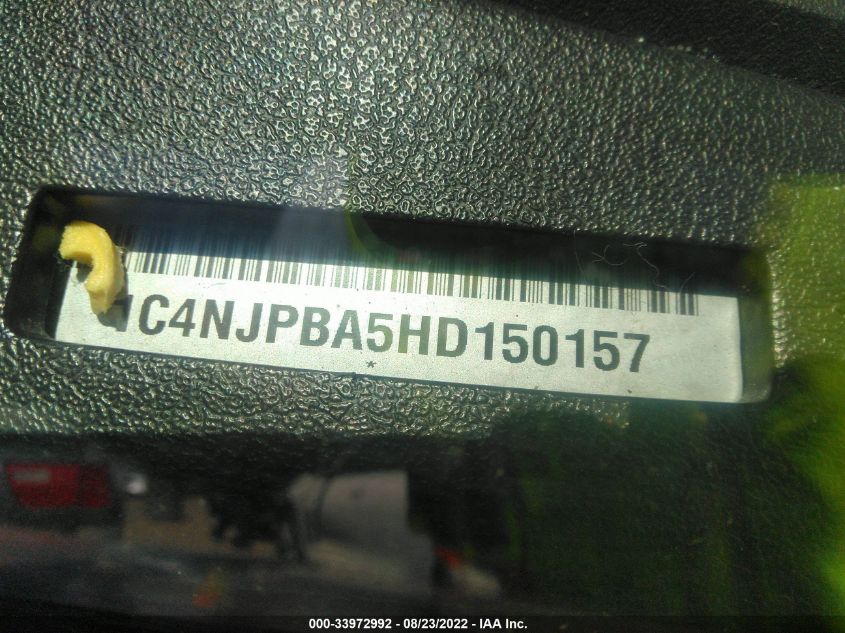 1C4NJPBA5HD150157
*
000-33972992 - 08/23/2022 - IAA Inc.